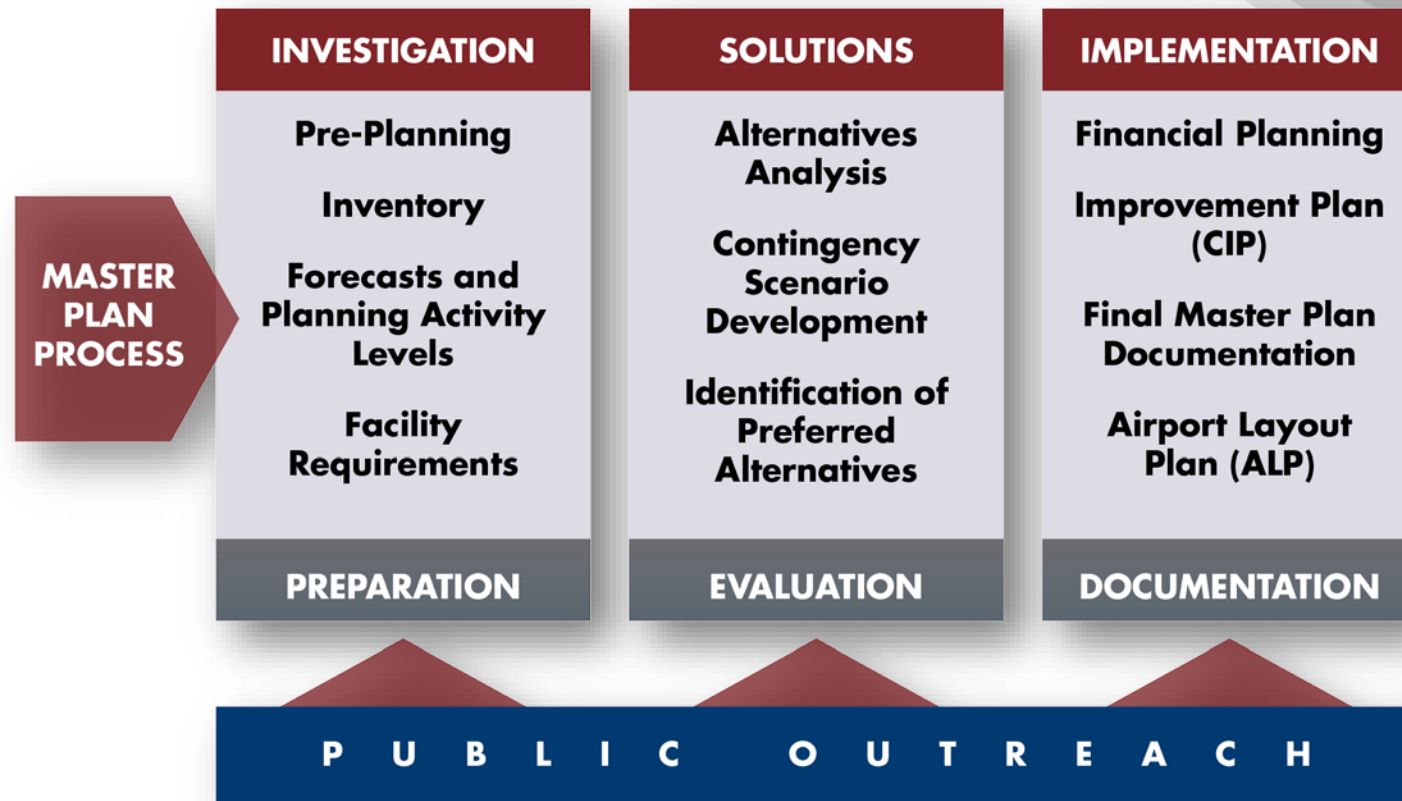 MASTER
PLAN
PROCESS
INVESTIGATION
Pre-Planning
Inventory
Forecasts and
Planning Activity
Levels
Facility
Requirements
PREPARATION
SOLUTIONS
Alternatives
Analysis
Contingency
Scenario
Development
Identification of
Preferred
Alternatives
EVALUATION
IMPLEMENTATION
Financial Planning
Improvement Plan
(CIP)
Final Master Plan
Documentation
Airport Layout
Plan (ALP)
DOCUMENTATION
PUBLIC OUTREACH